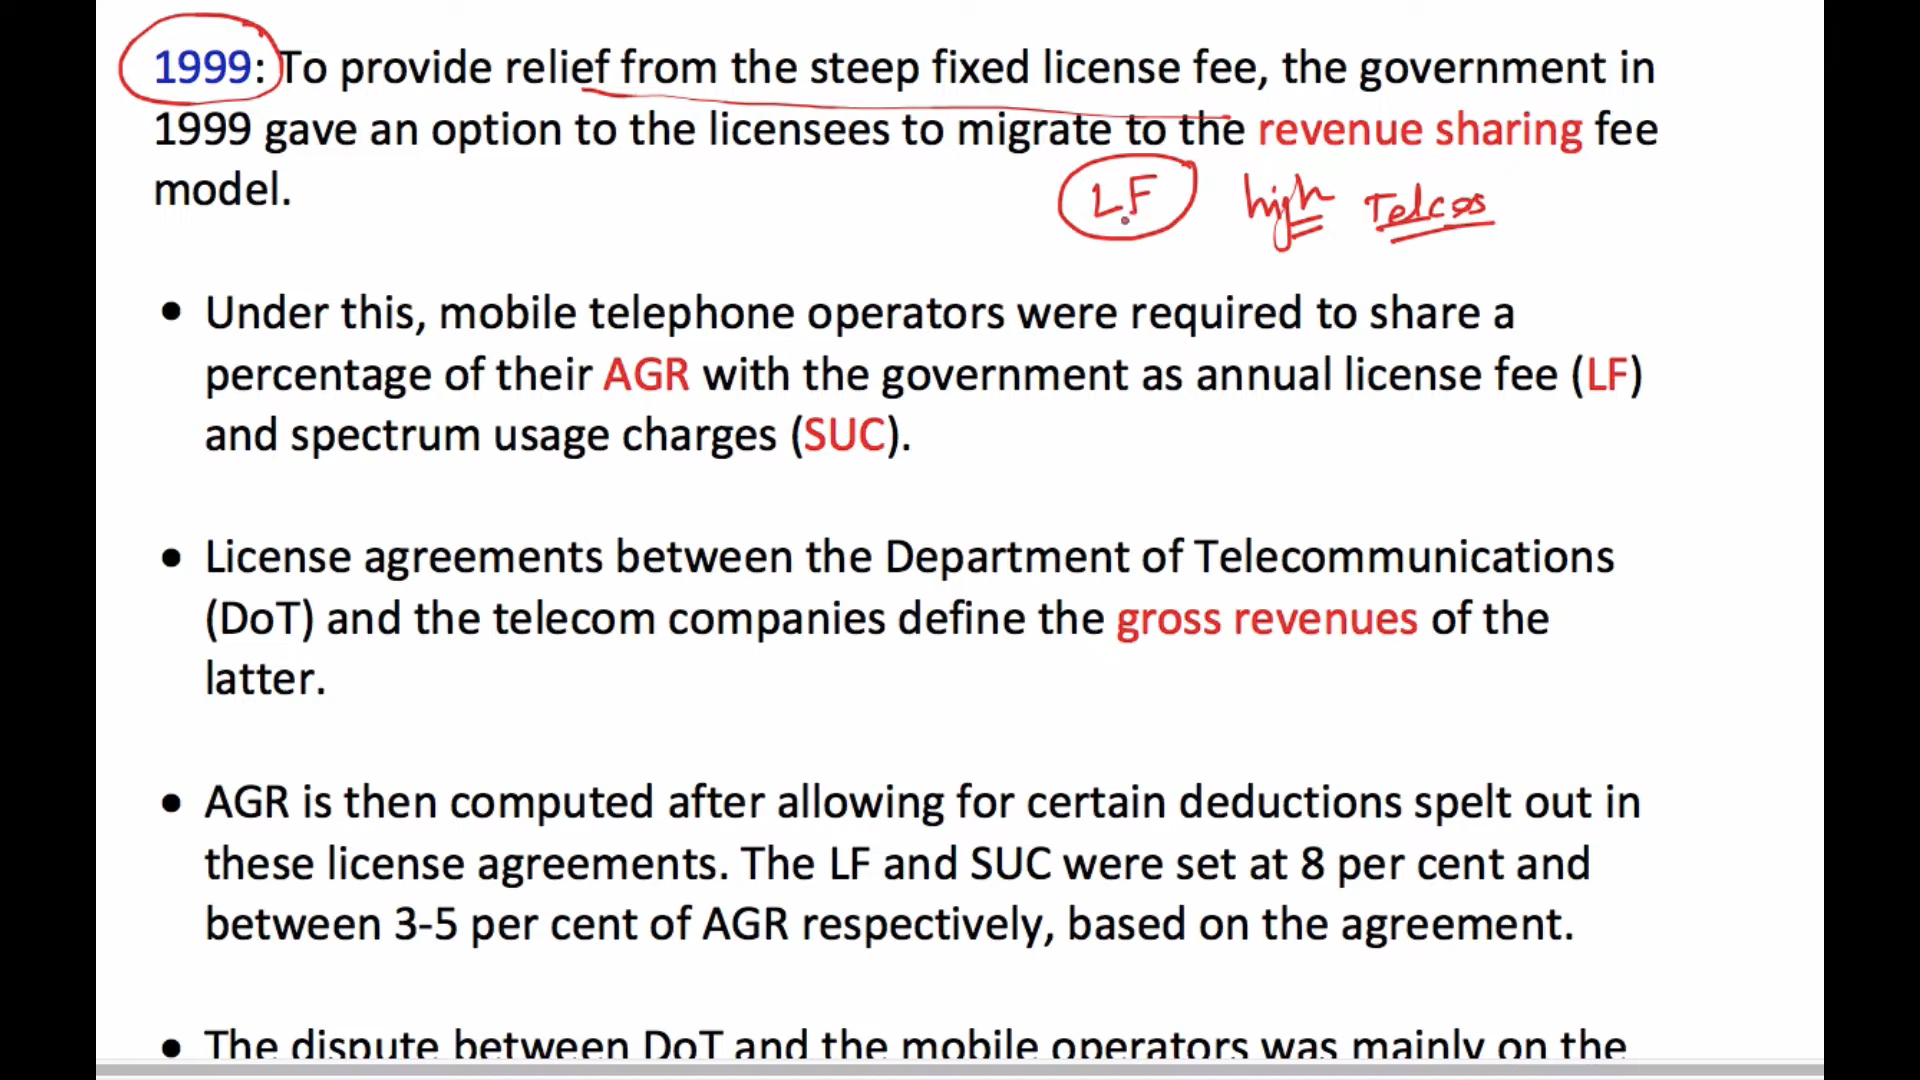 1999: To provide relief from the steep fixed license fee, the government in
1999 gave an option to the licensees to migrate to the revenue sharing fee
model.
LF high Telcos
• Under this, mobile telephone operators were required to share a
percentage of their AGR with the government as annual license fee (LF)
and spectrum usage charges (SUC).
• License agreements between the Department of Telecommunications
(DoT) and the telecom companies define the gross revenues of the
latter.
• AGR is then computed after allowing for certain deductions spelt out in
these license agreements. The LF and SUC were set at 8 per cent and
between 3-5 per cent of AGR respectively, based on the agreement.
• The dispute between DoT and the mobile operators was mainly on the